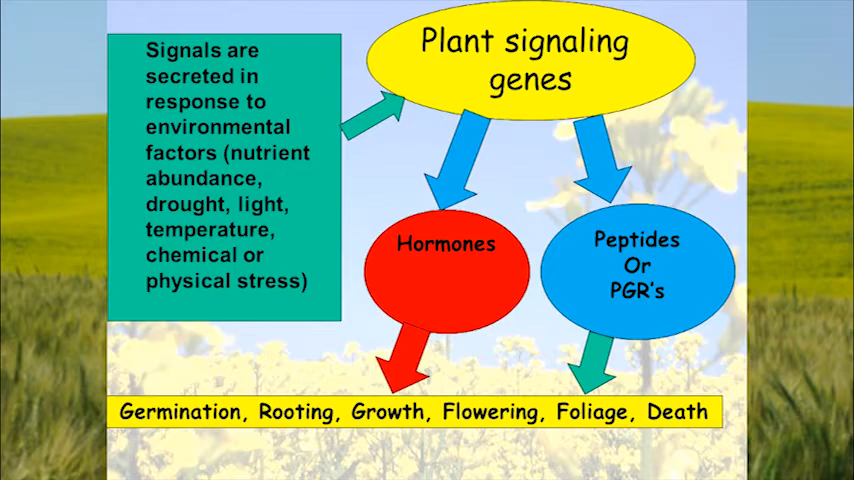 Signals are
secreted in
response to
environmental
factors (nutrient
abundance,
drought, light,
temperature,
chemical or
physical stress)
Plant signaling
genes
Hormones
Peptides
Or
PGR's
Germination, Rooting, Growth, Flowering, Foliage, Death